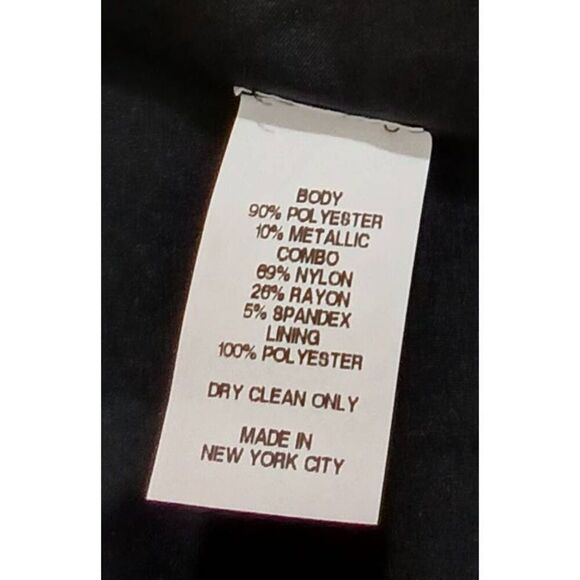 BODY
90% POLYESTER
10% METALLIC
COMBO
69% NYLON
26% RAYON
5% SPANDEX
LINING
100% POLYESTER
DRY CLEAN ONLY
MADE IN
NEW YORK CITY